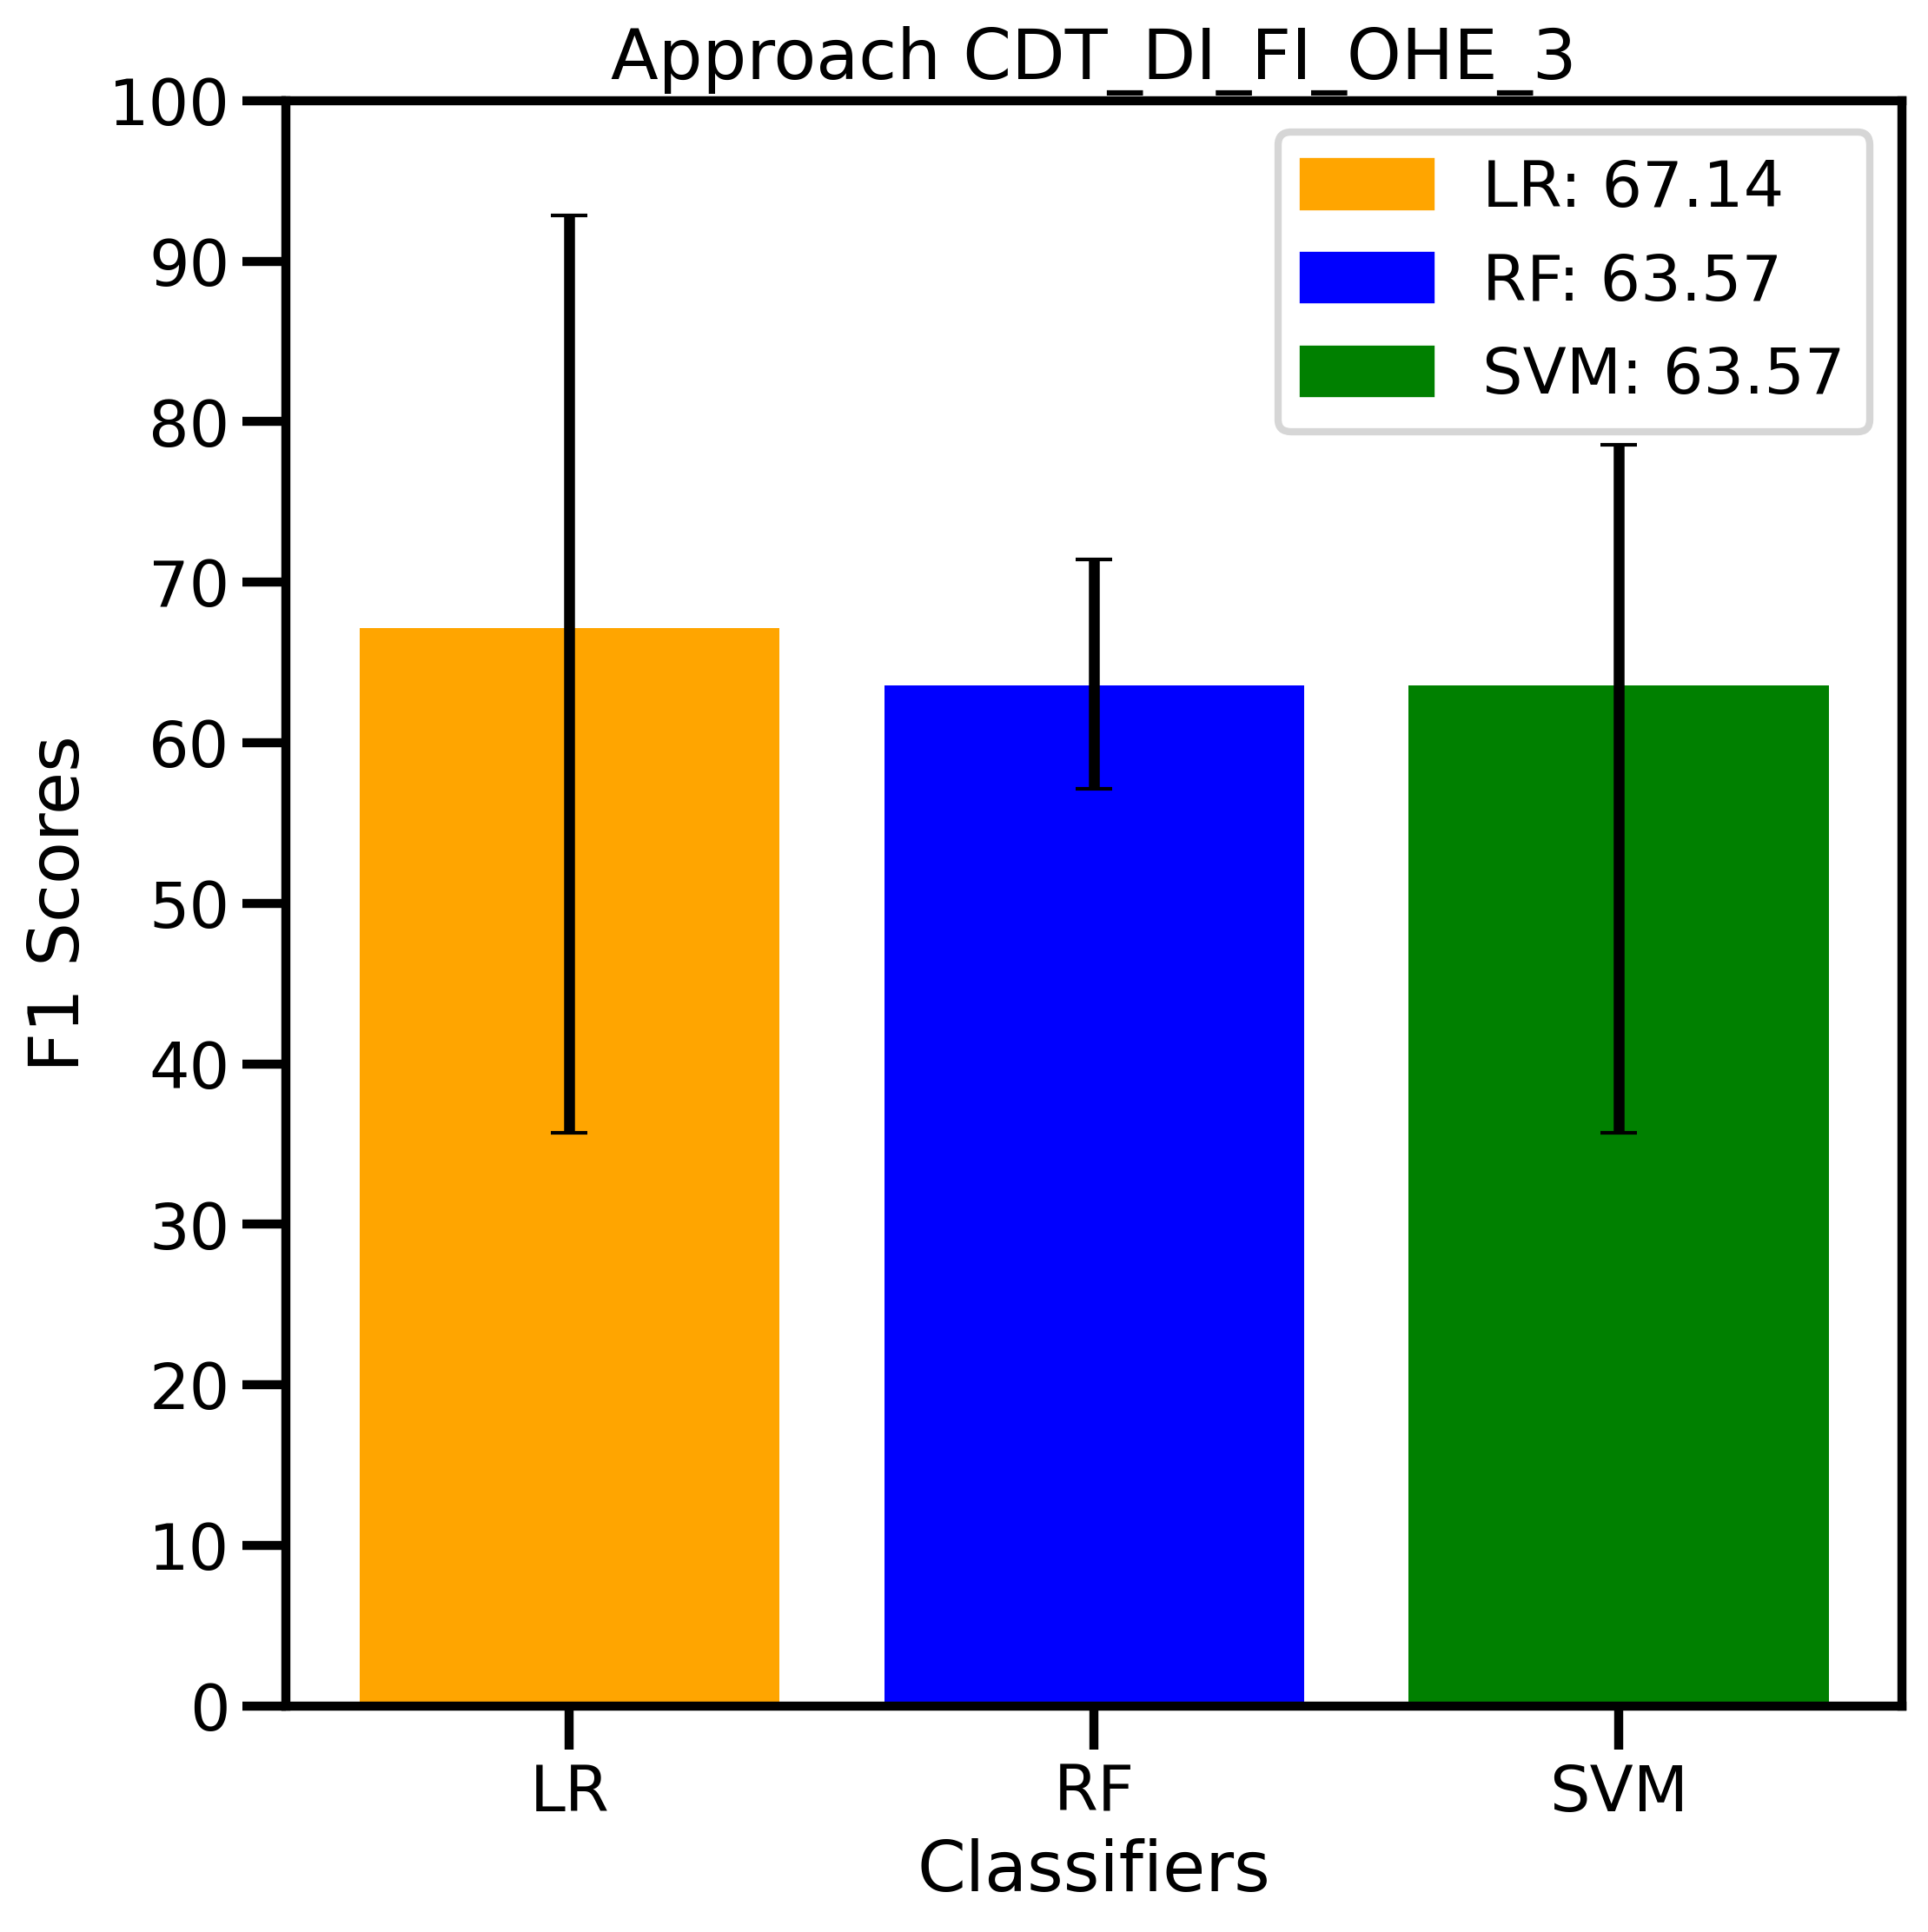 Approach CDT_DI_FI_OHE_3
100
90
80
70
60
50
40
30
20
10
0
F1 Scores
LR: 67.14
RF: 63.57
SVM: 63.57
LR
RF
SVM
Classifiers